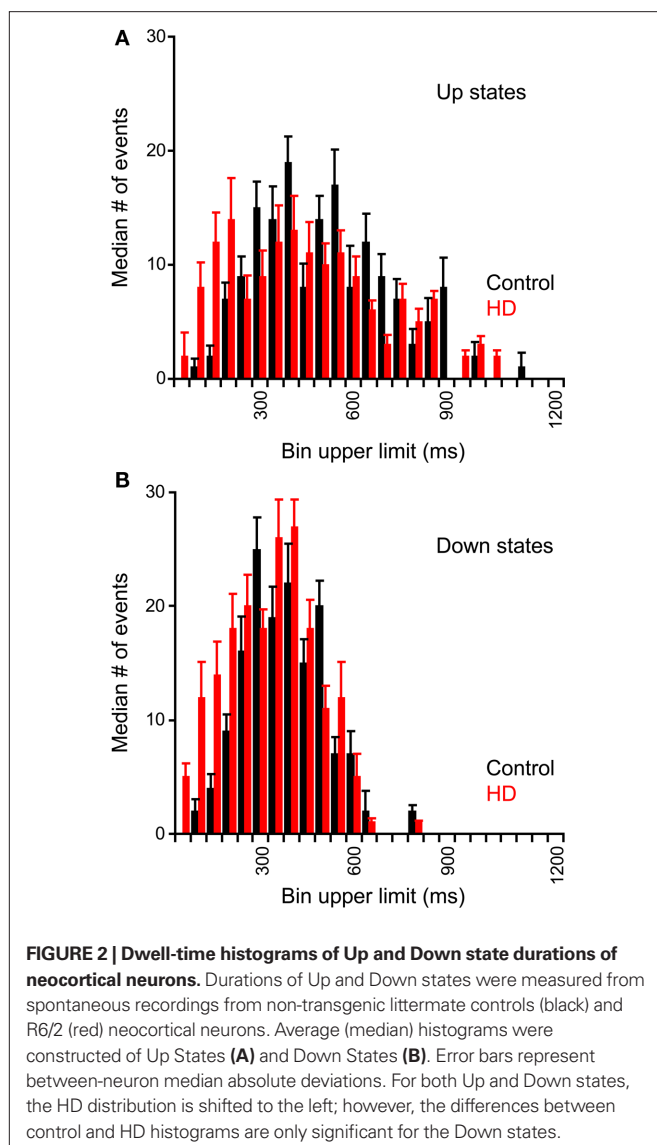 A
30
20
10
0
Median # of events
Up states
Control
HD
300
600
900
1200
Bin upper limit (ms)
B
30
20
10
0
Median # of events
Down states
Control
HD
300
600
900
1200
Bin upper limit (ms)
FIGURE 2 | Dwell-time histograms of Up and Down state durations of
neocortical neurons. Durations of Up and Down states were measured from
spontaneous recordings from non-transgenic littermate controls (black) and
R6/2 (red) neocortical neurons. Average (median) histograms were
constructed of Up States (A) and Down States (B). Error bars represent
between-neuron median absolute deviations. For both Up and Down states,
the HD distribution is shifted to the left; however, the differences between
control and HD histograms are only significant for the Down states.